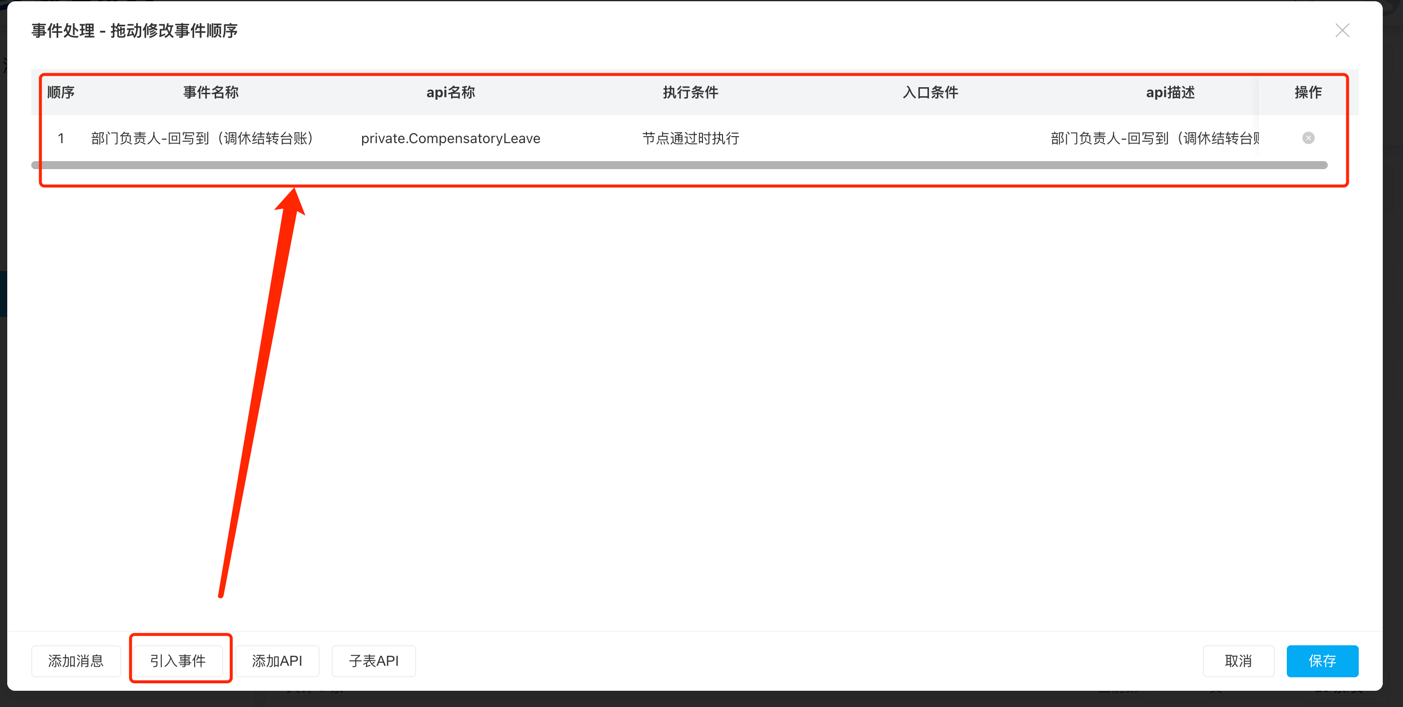 事件处理 - 拖动修改事件顺序
顺序 事件名称 api名称 执行条件 入口条件 api描述 操作
1 部门负责人-回写到（调休结转台账） private.CompensatoryLeave 节点通过时执行 部门负责人-回写到（调休结转台
添加消息 引入事件 添加API 子表API 取消 保存